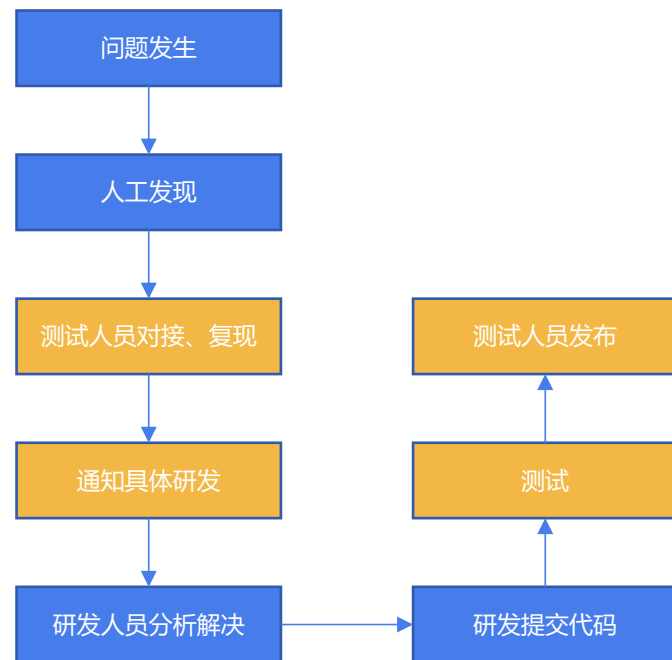 问题发生
人工发现
测试人员对接、复现
通知具体研发
研发人员分析解决
研发提交代码
测试
测试人员发布